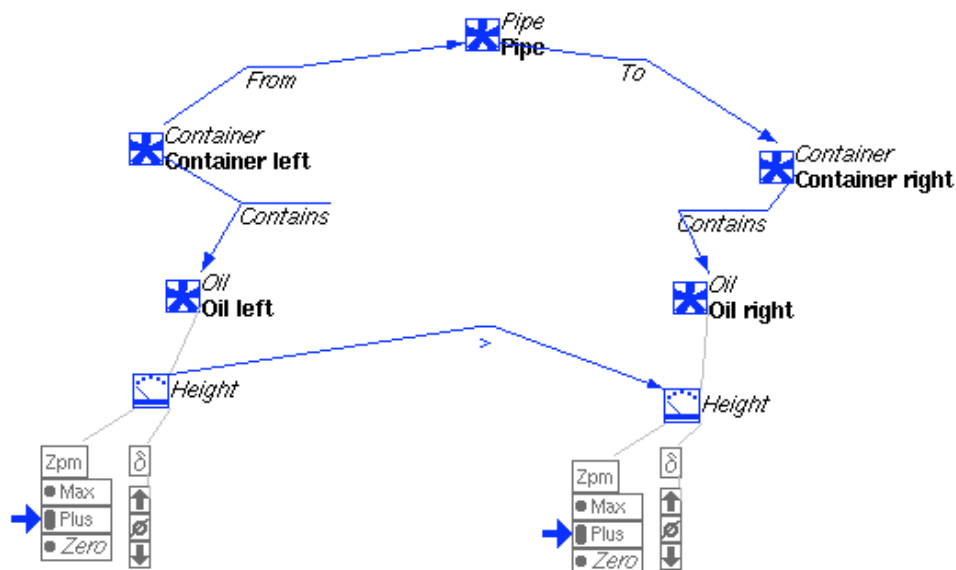 Pipe
Pipe
From
To
Container
Container left
Container
Container right
Contains
Contains
Oil
Oil left
Oil
Oil right
>
Height
Height
Zpm
δ
Max
Plus
Zero
Zpm
δ
Max
Plus
Zero